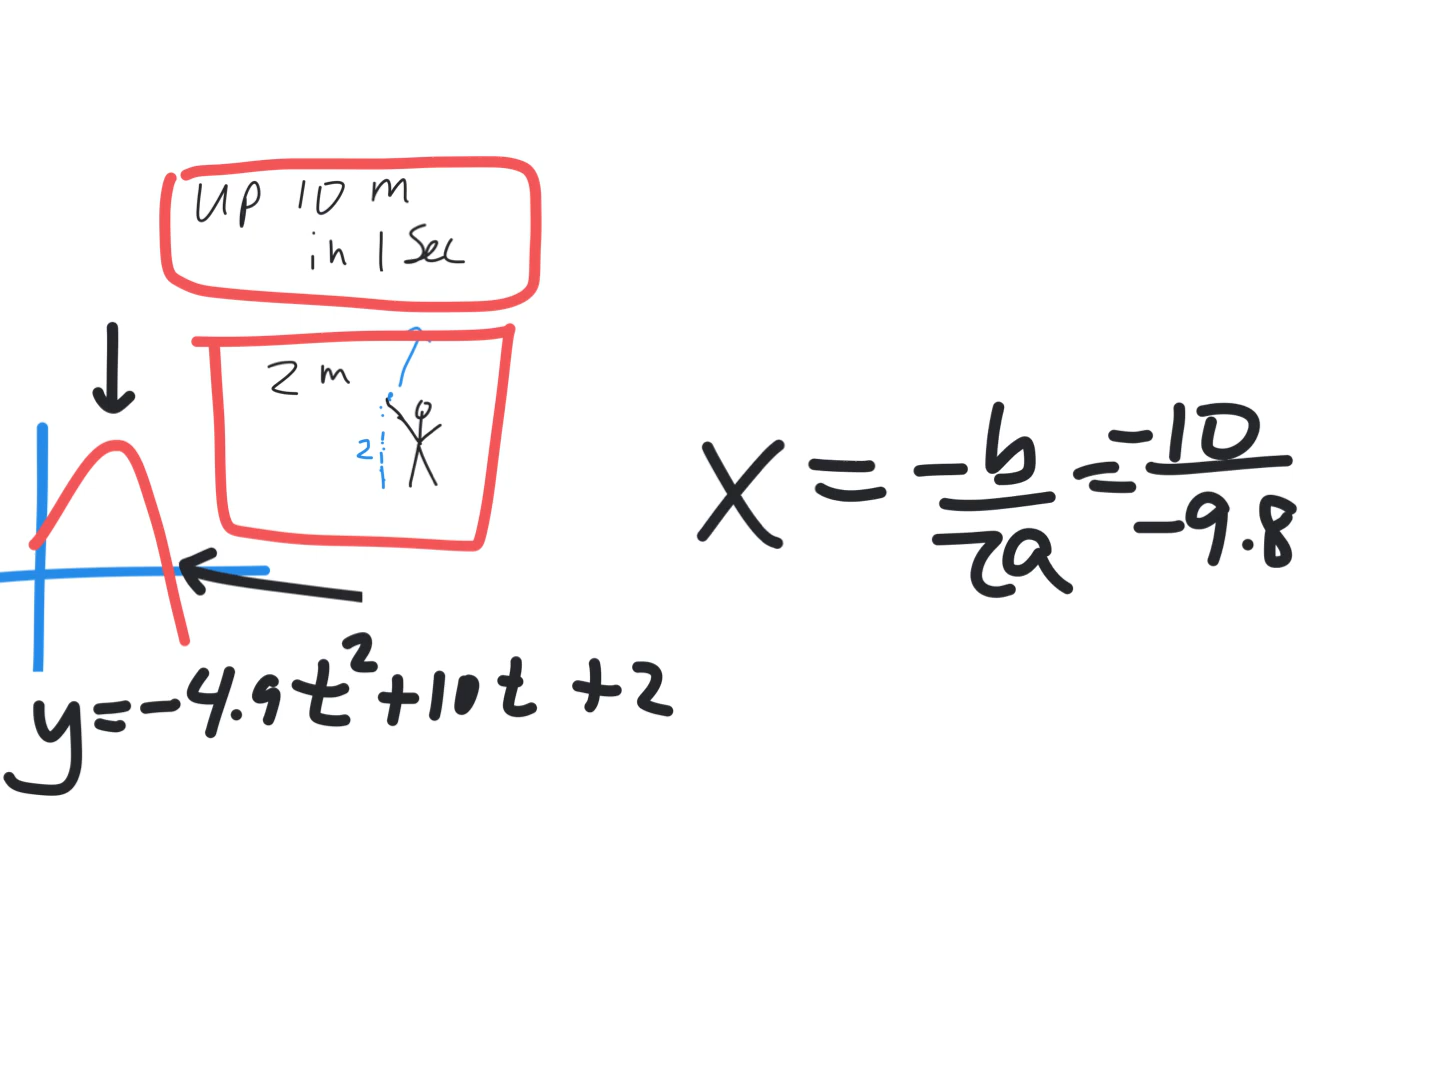 up 10 m
in 1 Sec
2 m
2
y=-4.9t²+10t+2
x = -b/2a = -10/-9.8